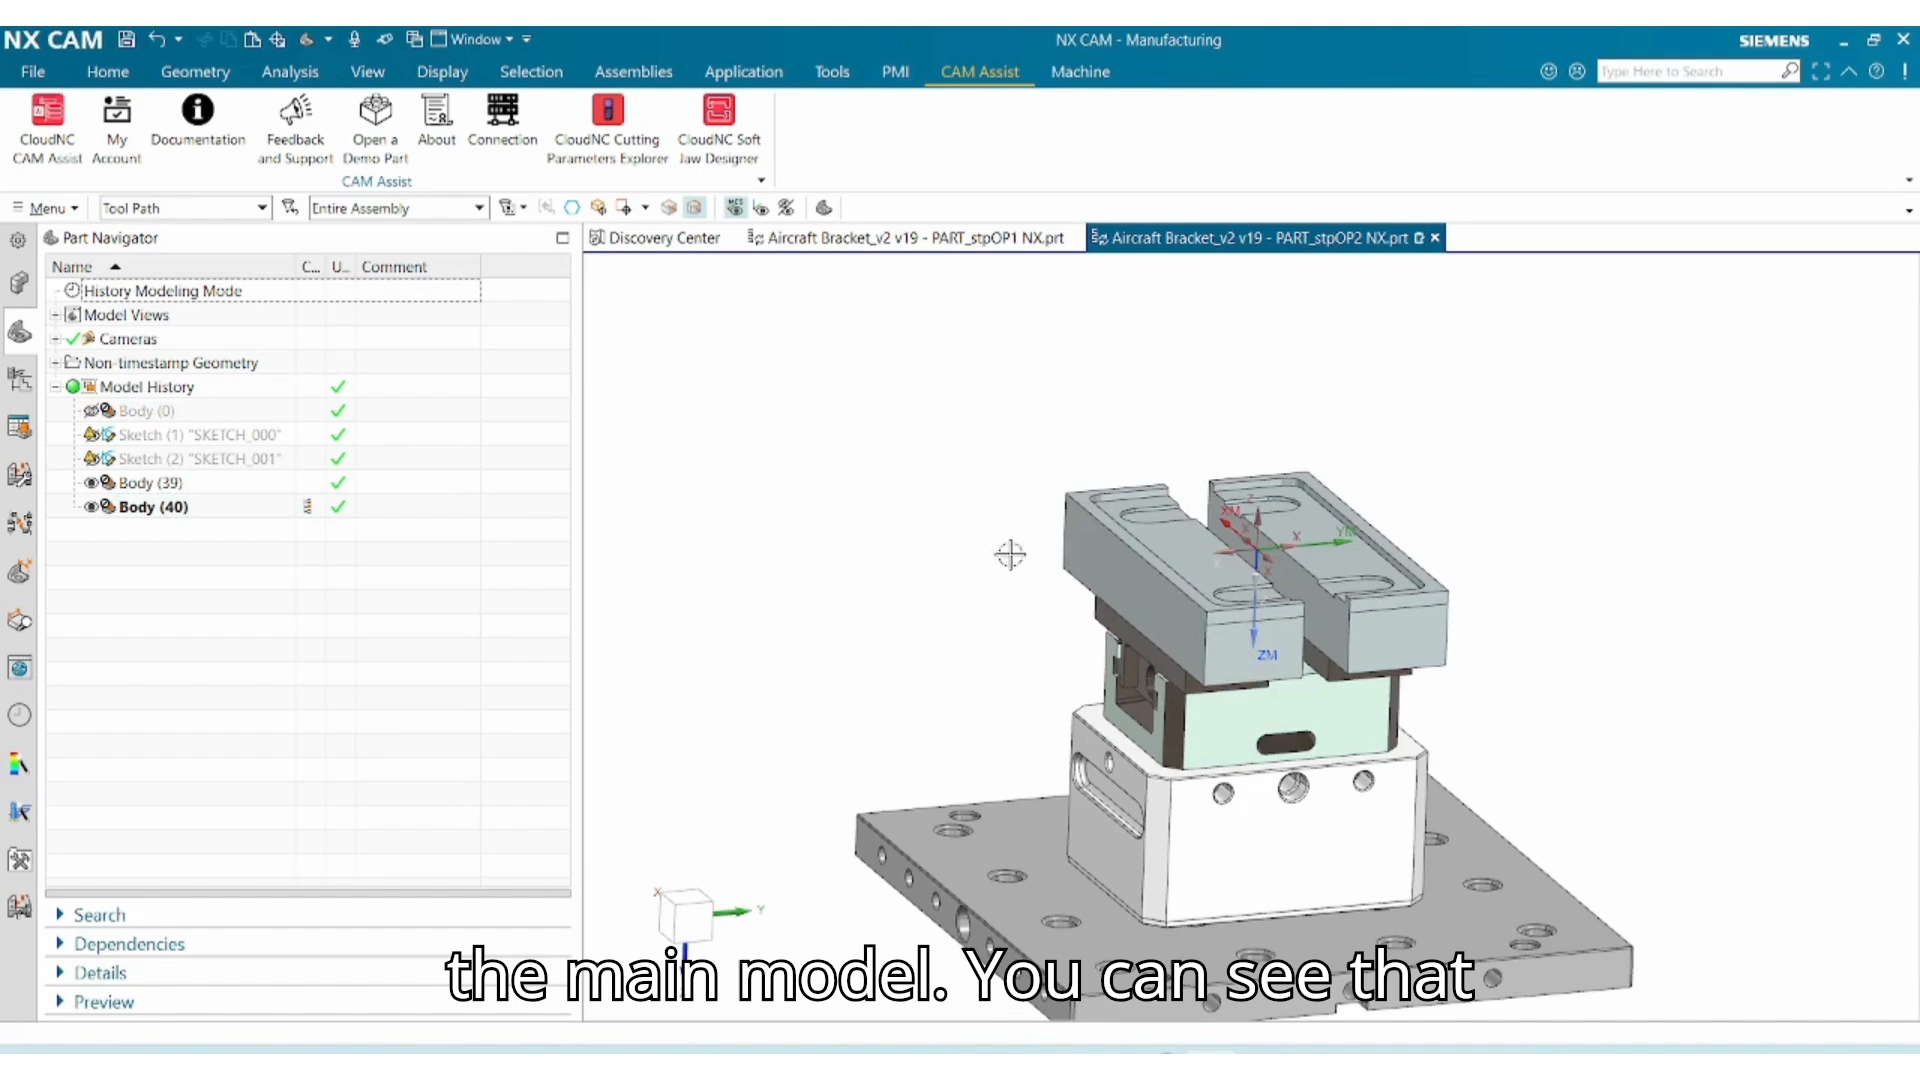 NX CAM Window NX CAM - Manufacturing SIEMENS
File Home Geometry Analysis View Display Selection Assemblies Application Tools PMI CAM Assist Machine Type Here to Search
CloudNC CAM Assist
My Account
Documentation
Feedback and Support
Open a Demo Part
About
Connection
CloudNC Cutting Parameters Explorer
CloudNC Soft Jaw Designer
CAM Assist
Menu Tool Path Entire Assembly
Part Navigator
Discovery Center
Aircraft Bracket_v2 v19 - PART_stpOP1 NX.prt
Aircraft Bracket_v2 v19 - PART_stpOP2 NX.prt
Name C... U... Comment
History Modeling Mode
Model Views
Cameras
Non-timestamp Geometry
Model History
Body (0)
Sketch (1) "SKETCH_000"
Sketch (2) "SKETCH_001"
Body (39)
Body (40)
Z
XM
YM
X
X
ZM
X
Y
Search
Dependencies
Details
Preview
the main model. You can see that